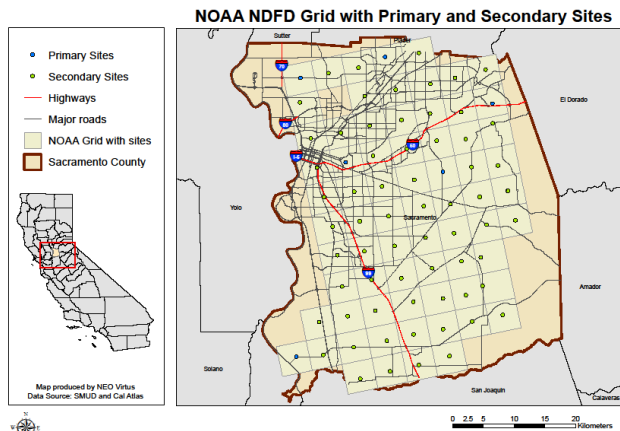 NOAA NDFD Grid with Primary and Secondary Sites
Primary Sites
Secondary Sites
Highways
Major roads
NOAA Grid with sites
Sacramento County
Map produced by NEO Virtus
Data Source: SMUD and Cal Atlas
Sutter
Placer
El Dorado
Yolo
Sacramento
Amador
Solano
San Joaquin
Calaveras
N
0 2.5 5 10 15 20
Kilometers